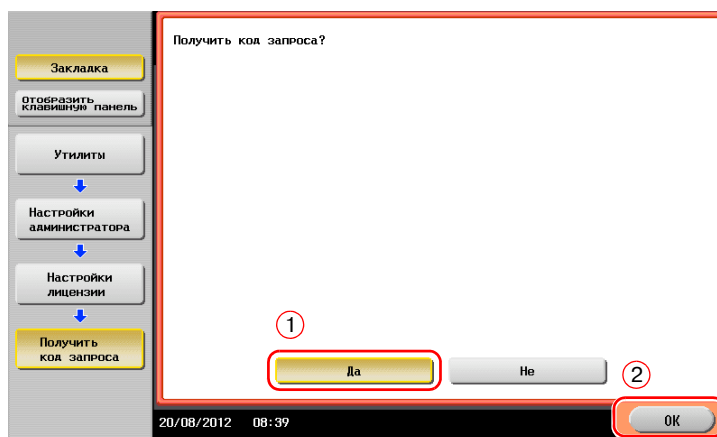 Получить код запроса?
Закладка
Отобразить
клавишную панель
Утилиты
Настройки
администратора
Настройки
лицензии
Получить
код запроса
1
Да
Не
2
20/08/2012 08:39
OK